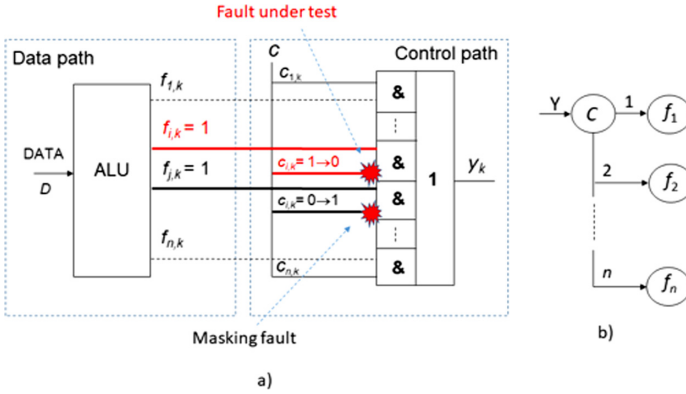 Fault under test
Data path
C
Control path
f1,k
c1,k
&
fi,k = 1
DATA
D
ALU
ci,k = 1→0
&
fj,k = 1
1
yk
ci,k = 0→1
&
fn,k
cn,k
&
Masking fault
a)
Y
C
1
f1
2
f2
n
fn
b)